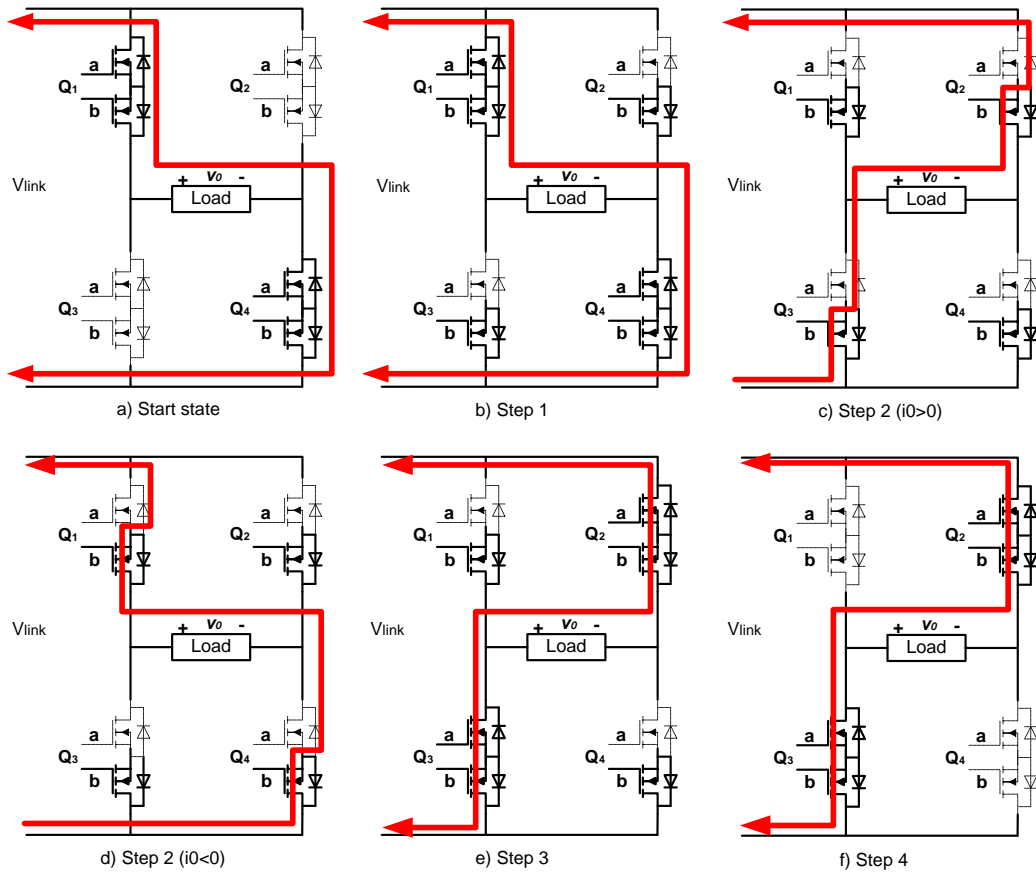 a
Q1
b
a
Q2
b
Vlink
+ v0 -
Load
a
Q3
b
a
Q4
b
a) Start state
a
Q1
b
a
Q2
b
Vlink
+ v0 -
Load
a
Q3
b
a
Q4
b
b) Step 1
a
Q1
b
a
Q2
b
Vlink
+ v0 -
Load
a
Q3
b
a
Q4
b
c) Step 2 (i0>0)
a
Q1
b
a
Q2
b
Vlink
+ v0 -
Load
a
Q3
b
a
Q4
b
d) Step 2 (i0<0)
a
Q1
b
a
Q2
b
Vlink
+ v0 -
Load
a
Q3
b
a
Q4
b
e) Step 3
a
Q1
b
a
Q2
b
Vlink
+ v0 -
Load
a
Q3
b
a
Q4
b
f) Step 4